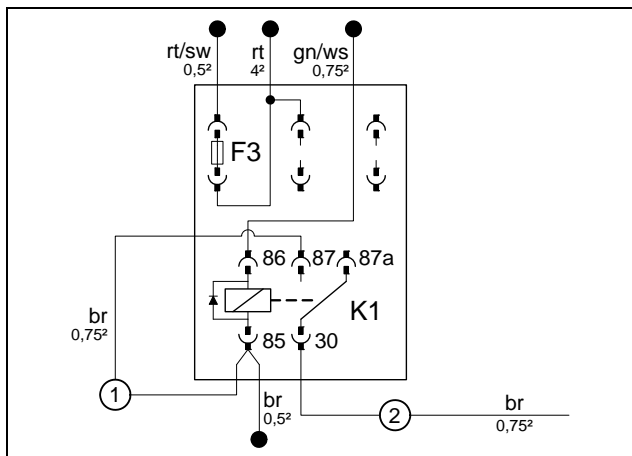 rt/sw
0,5²
rt
4²
gn/ws
0,75²
F3
86
87
87a
K1
br
0,75²
85
30
1
br
0,5²
2
br
0,75²